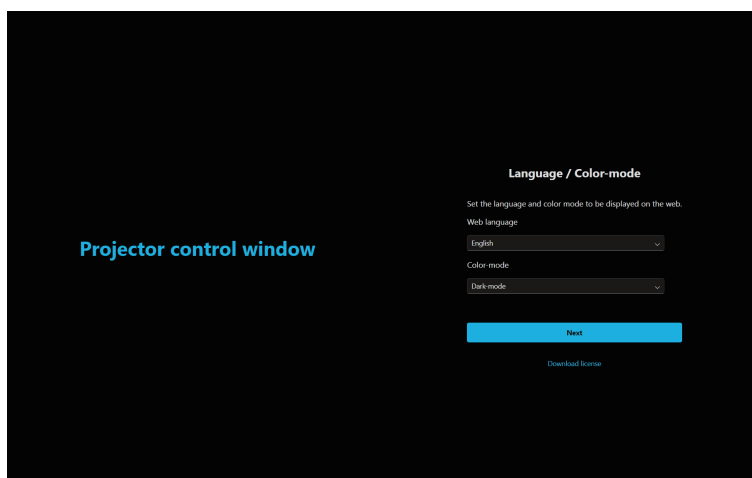 Language / Color-mode
Set the language and color mode to be displayed on the web.
Web language
Projector control window
English
Color-mode
Dark-mode
Next
Download license